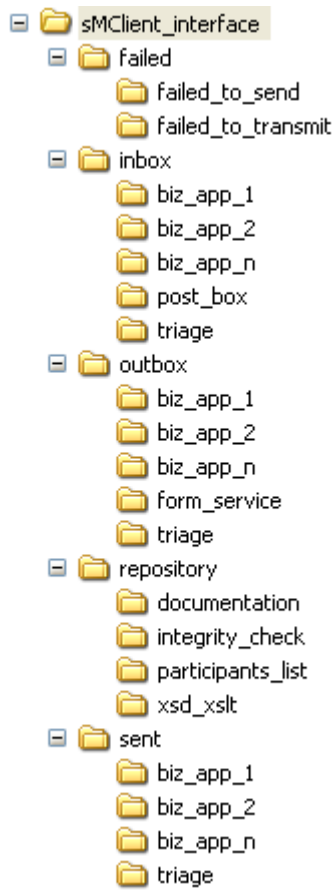 sMClient_interface
failed
failed_to_send
failed_to_transmit
inbox
biz_app_1
biz_app_2
biz_app_n
post_box
triage
outbox
biz_app_1
biz_app_2
biz_app_n
form_service
triage
repository
documentation
integrity_check
participants_list
xsd_xslt
sent
biz_app_1
biz_app_2
biz_app_n
triage